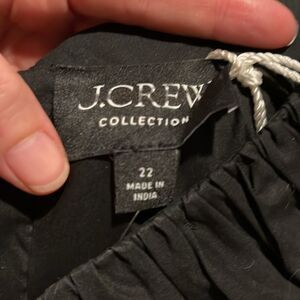 J.CREW
COLLECTION
22
MADE IN
INDIA